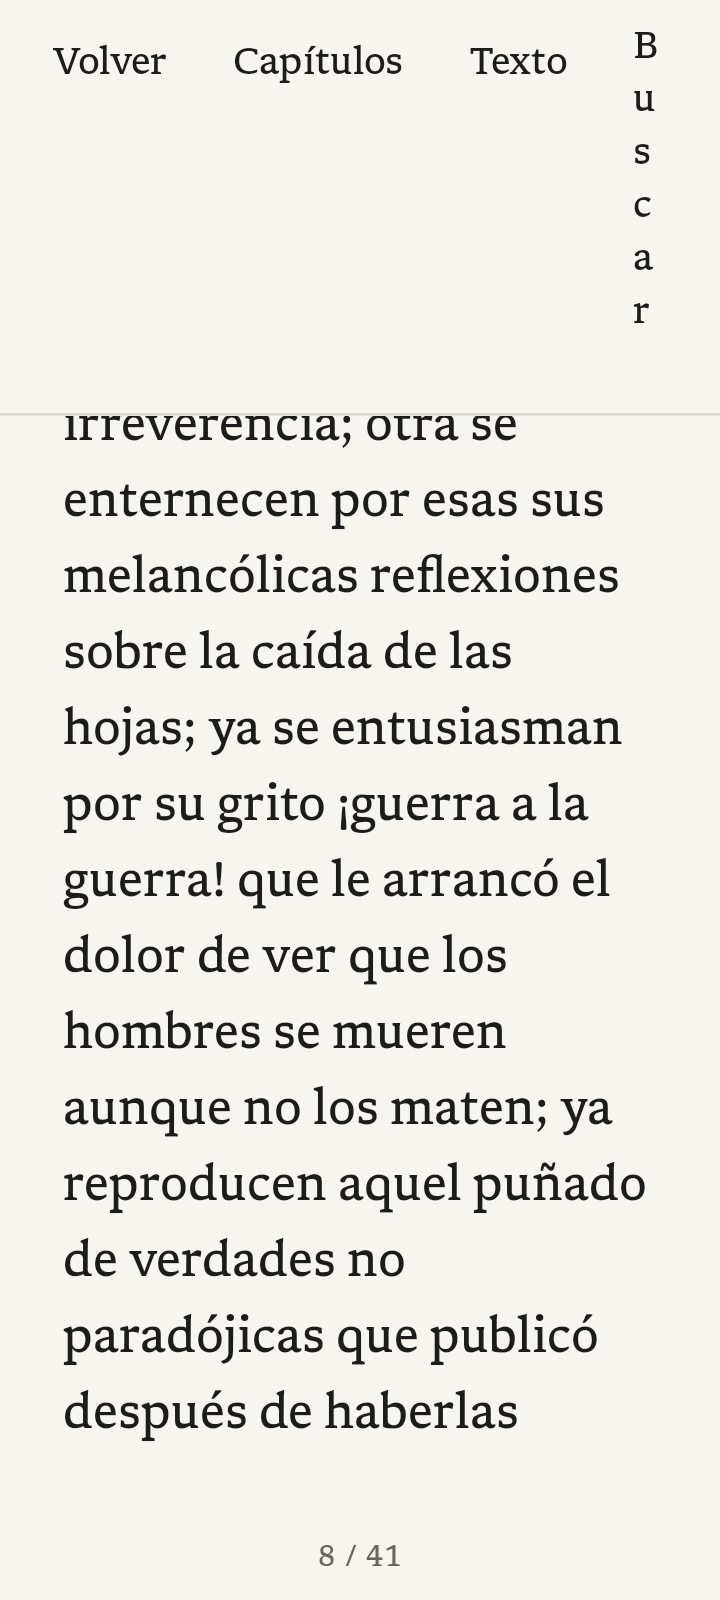 Volver Capítulos Texto Buscar
irreverencia; otra se
enternecen por esas sus
melancólicas reflexiones
sobre la caída de las
hojas; ya se entusiasman
por su grito ¡guerra a la
guerra! que le arrancó el
dolor de ver que los
hombres se mueren
aunque no los maten; ya
reproducen aquel puñado
de verdades no
paradójicas que publicó
después de haberlas
8 / 41